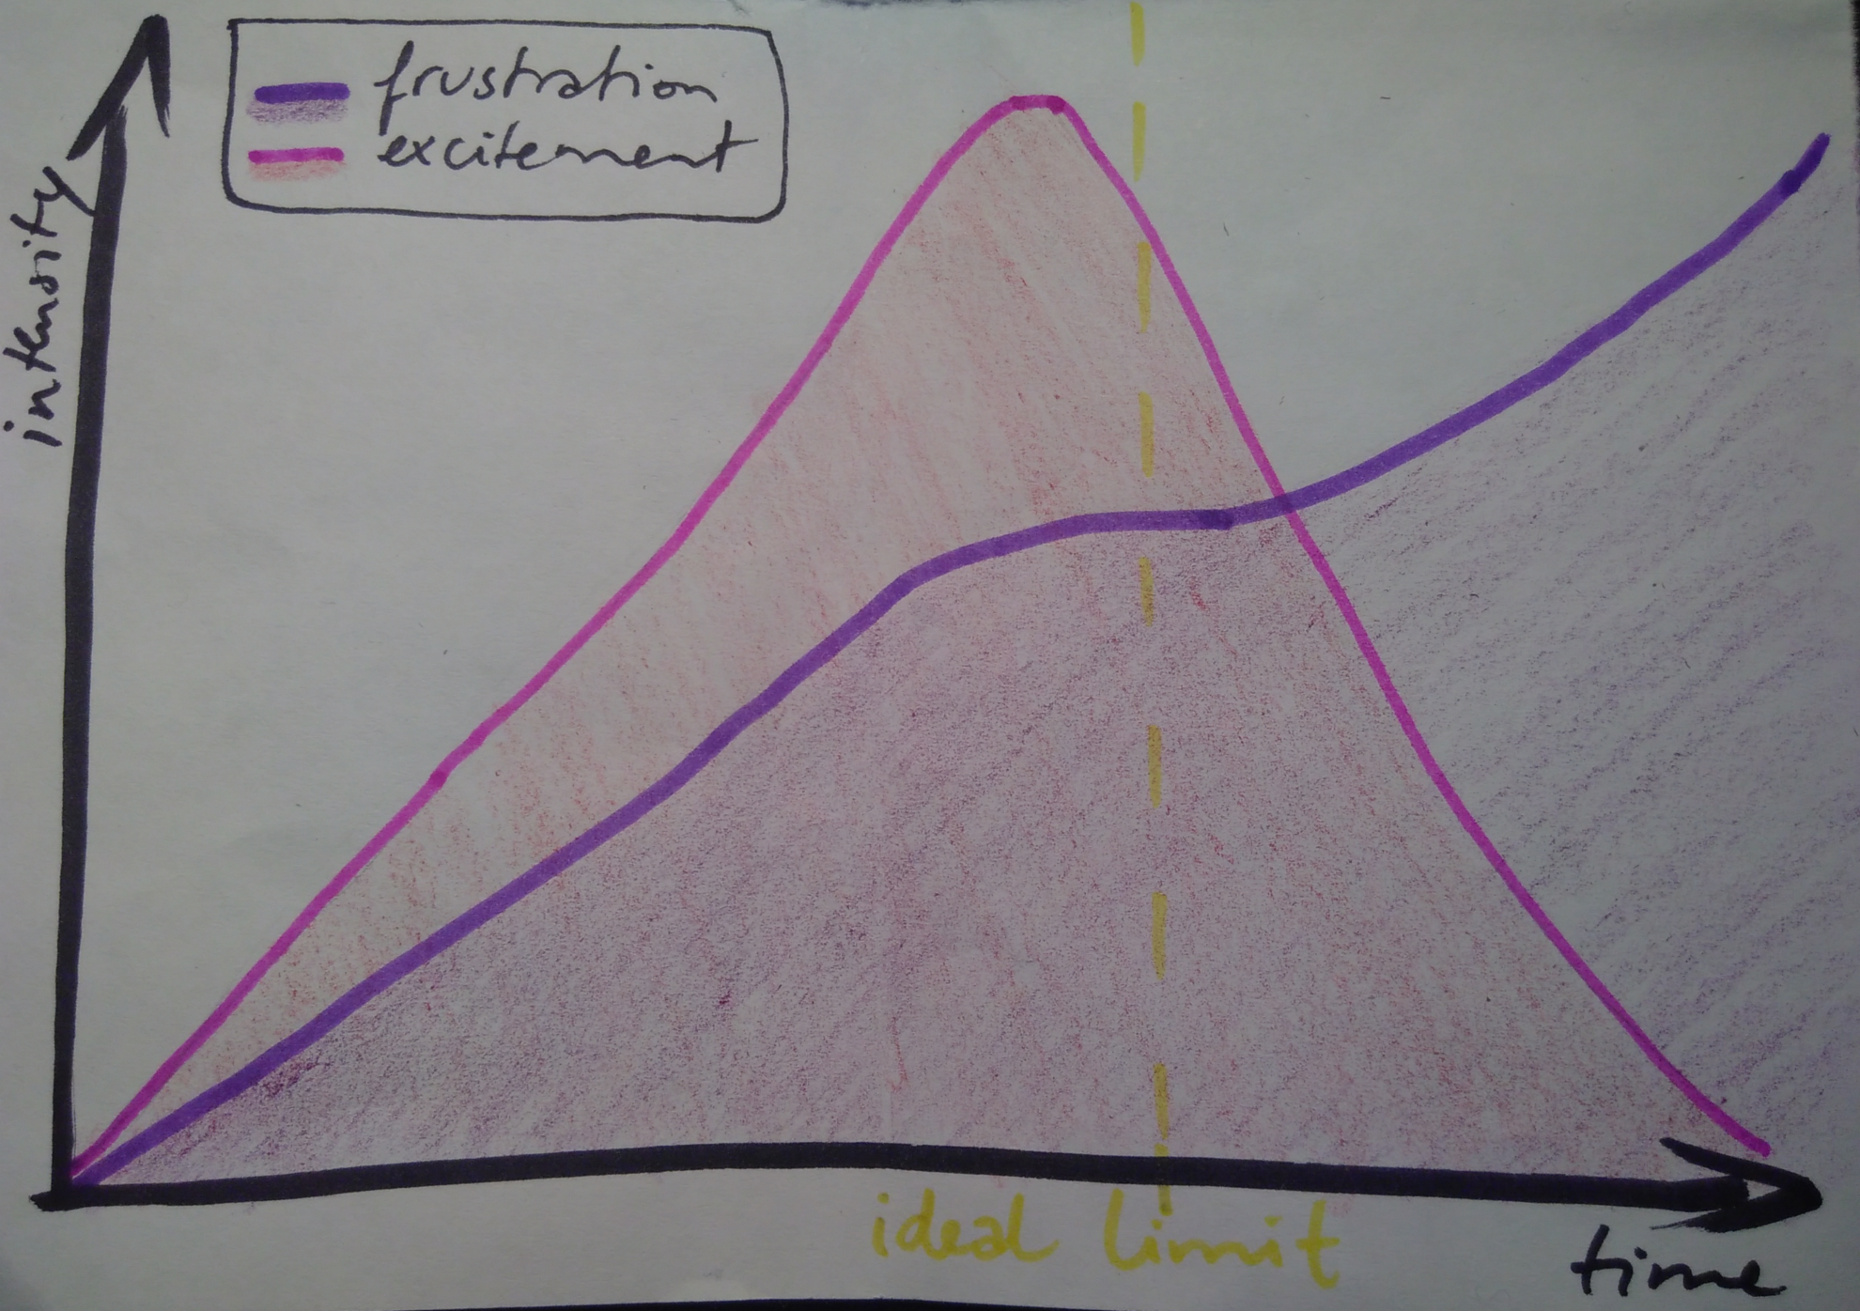 frustration
excitement
intensity
ideal limit
time